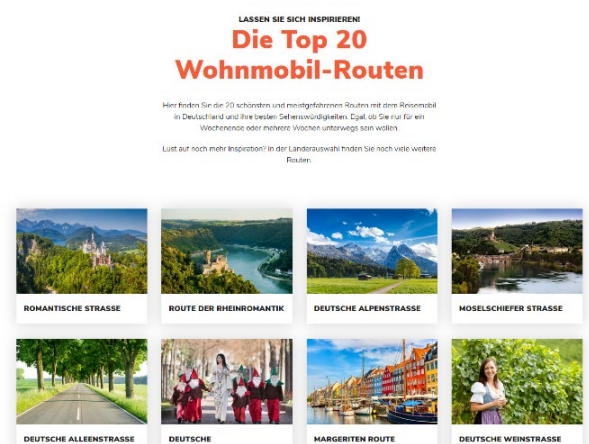 LASSEN SIE SICH INSPIRIEREN!
Die Top 20
Wohnmobil-Routen
Hier finden Sie die 20 schönsten und meistgefahrenen Routen mit dem Reisemobil
in Deutschland und ihre besten Sehenswürdigkeiten. Egal, ob Sie nur für ein
Wochenende oder mehrere Wochen unterwegs sein wollen.
Lust auf noch mehr Inspiration? In der Länderauswahl finden Sie noch viele weitere
Routen.
ROMANTISCHE STRASSE
ROUTE DER RHEINROMANTIK
DEUTSCHE ALPENSTRASSE
MOSELSCHIEFER STRASSE
DEUTSCHE ALLEENSTRASSE
DEUTSCHE
MARGERITEN ROUTE
DEUTSCHE WEINSTRASSE